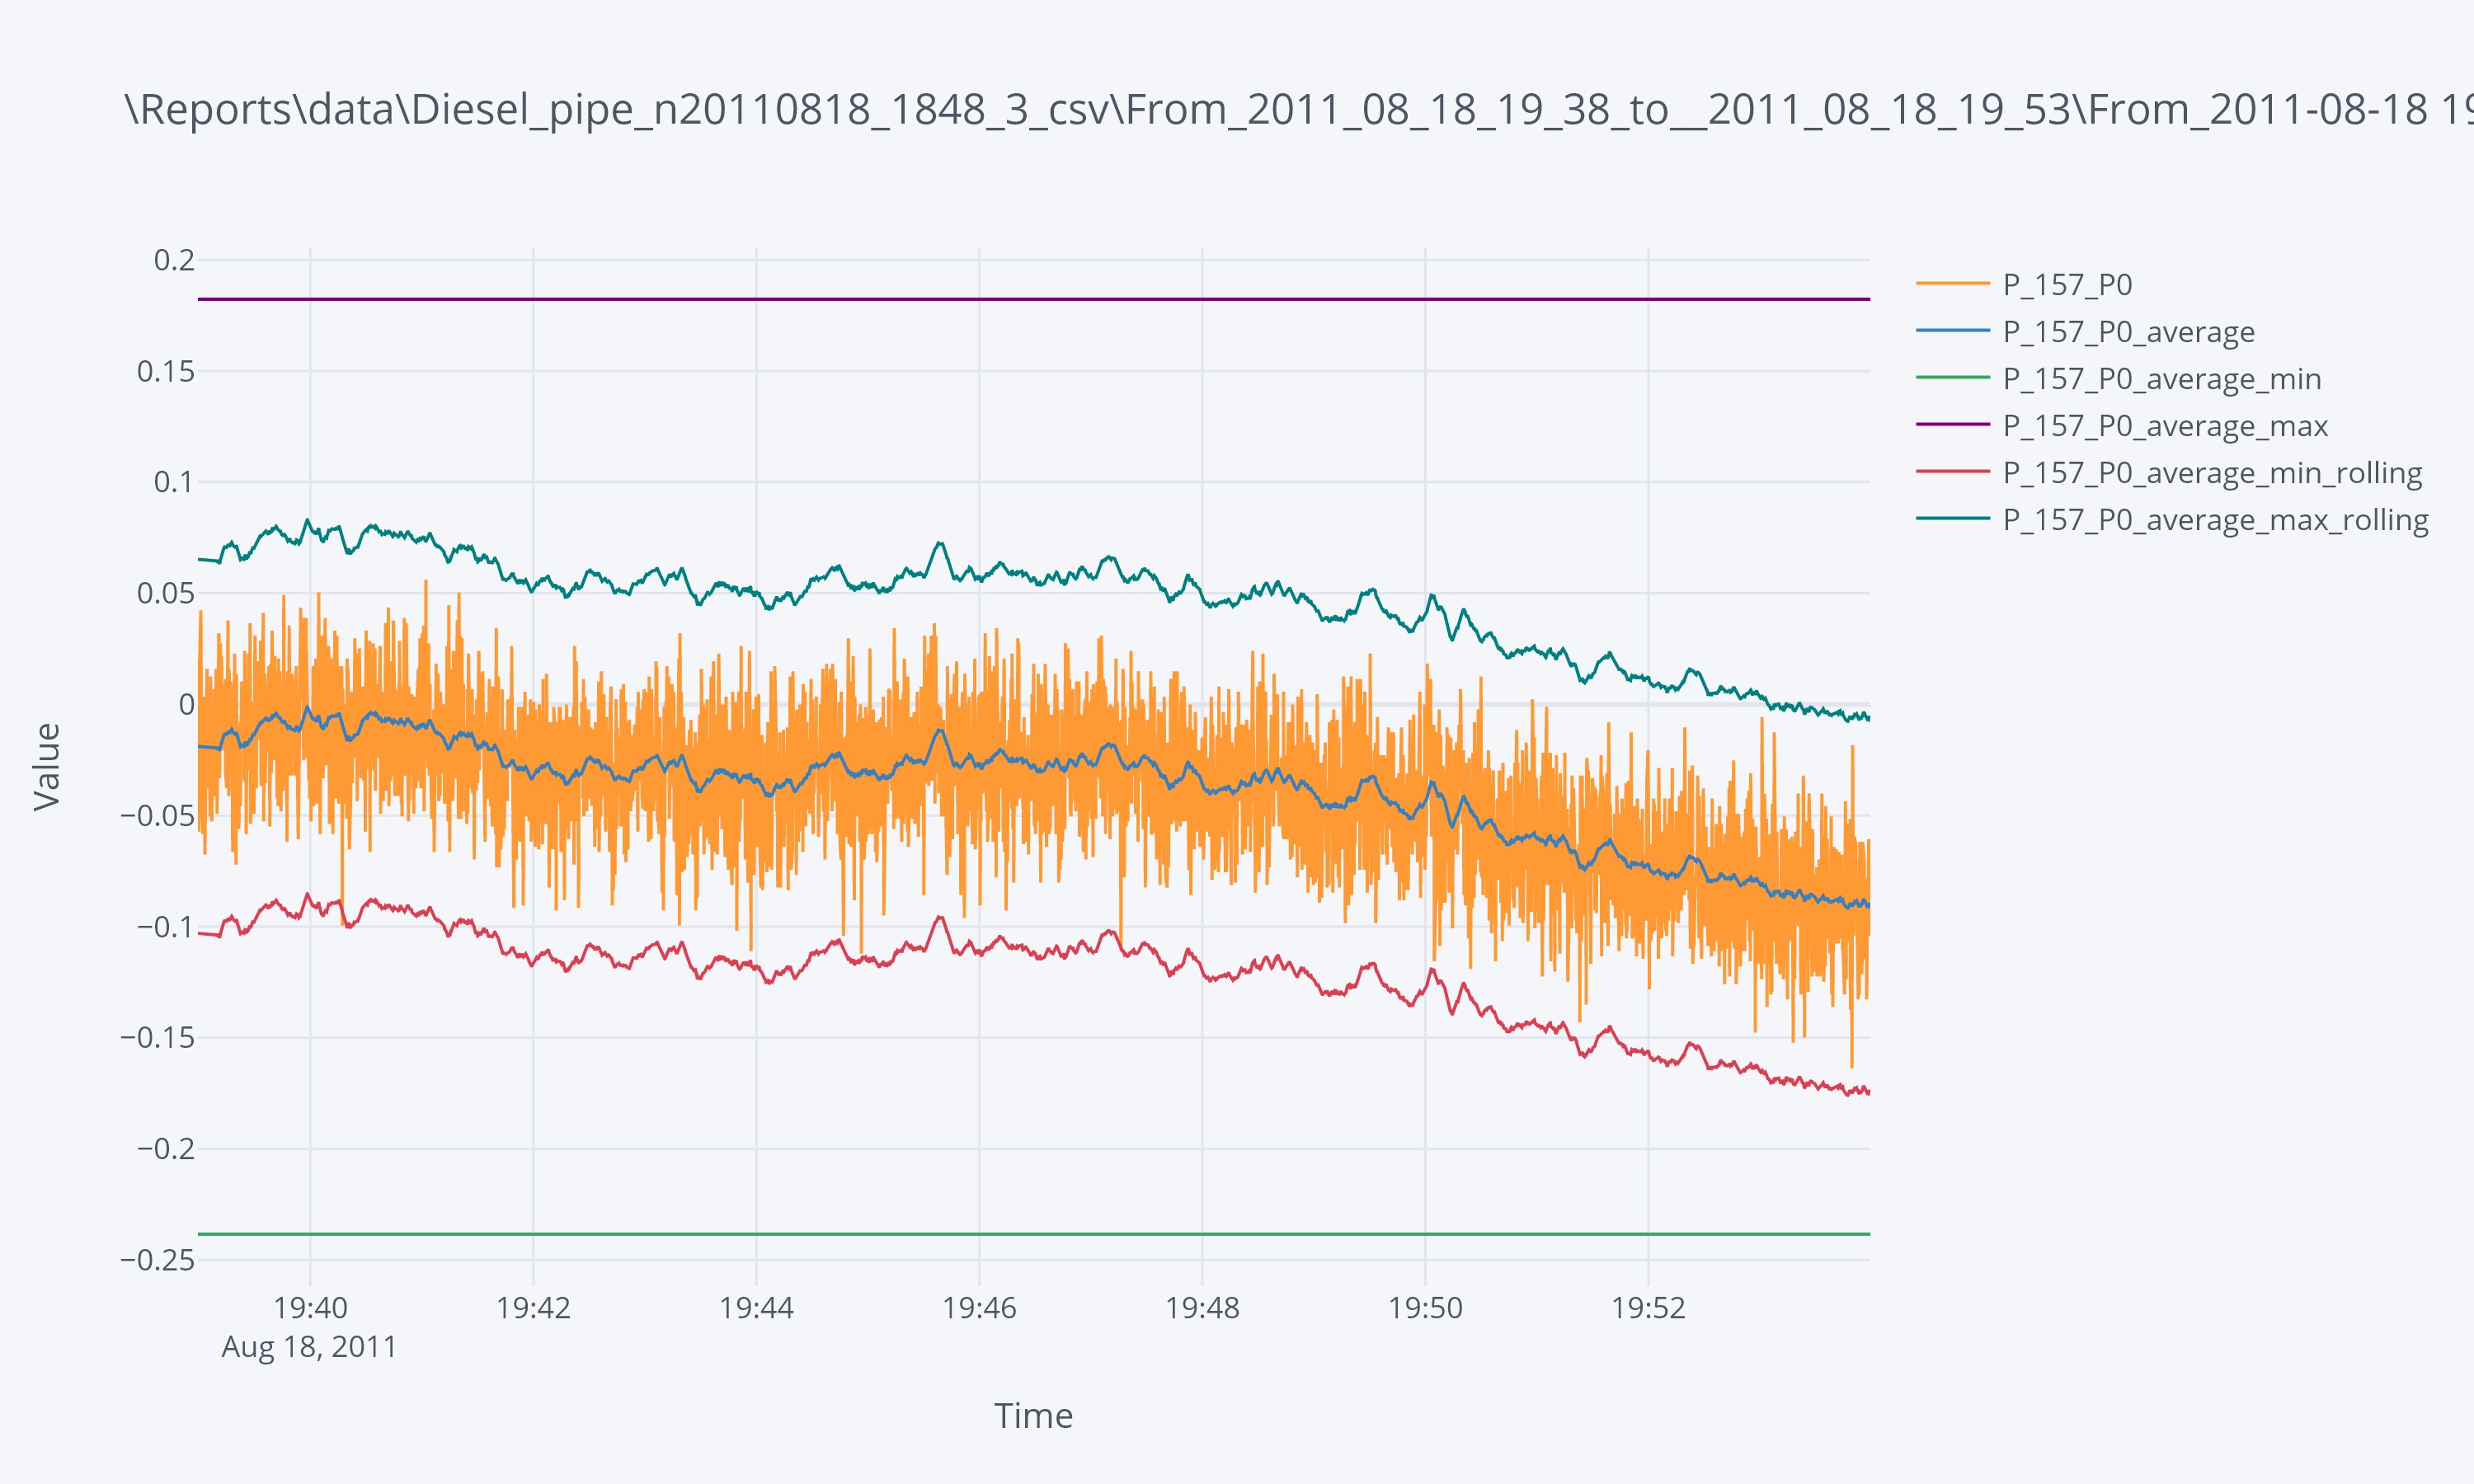 \Reports\data\Diesel_pipe_n20110818_1848_3_csv\From_2011_08_18_19_38_to__2011_08_18_19_53\From_2011-08-18 19
0.2
0.15
0.1
0.05
0
−0.05
−0.1
−0.15
−0.2
−0.25
Value
19:40
Aug 18, 2011
19:42
19:44
19:46
19:48
19:50
19:52
Time
P_157_P0
P_157_P0_average
P_157_P0_average_min
P_157_P0_average_max
P_157_P0_average_min_rolling
P_157_P0_average_max_rolling